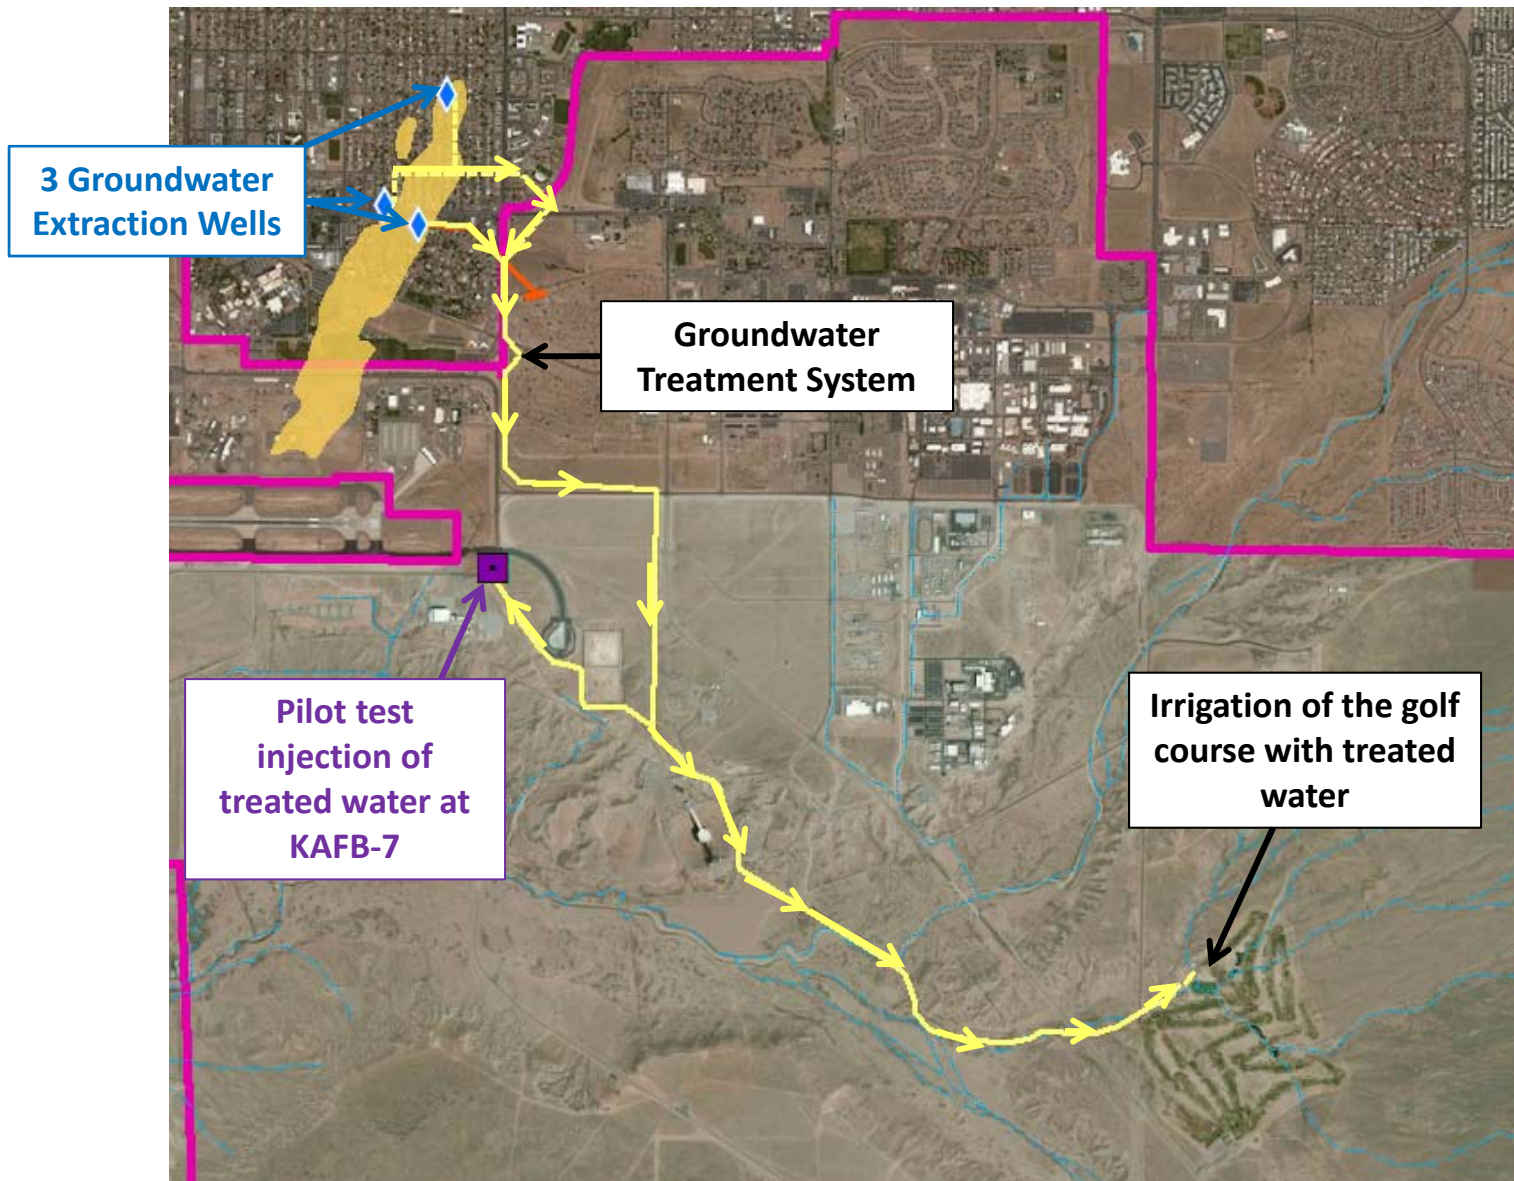 3 Groundwater
Extraction Wells
Groundwater
Treatment System
Pilot test
injection of
treated water at
KAFB-7
Irrigation of the golf
course with treated
water